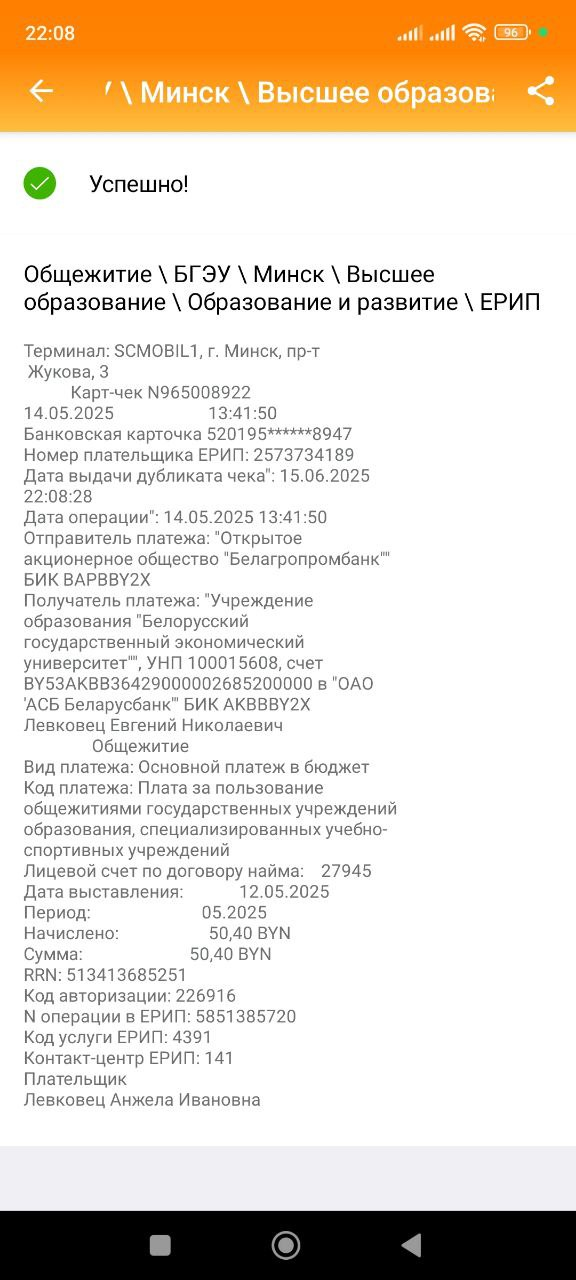 22:08
96
/ \ Минск \ Высшее образова
Успешно!
Общежитие \ БГЭУ \ Минск \ Высшее
образование \ Образование и развитие \ ЕРИП
Терминал: SCMOBIL1, г. Минск, пр-т
Жукова, 3
Карт-чек N965008922
14.05.2025 13:41:50
Банковская карточка 520195******8947
Номер плательщика ЕРИП: 2573734189
Дата выдачи дубликата чека": 15.06.2025
22:08:28
Дата операции": 14.05.2025 13:41:50
Отправитель платежа: "Открытое
акционерное общество "Белагропромбанк""
БИК BAPBBY2X
Получатель платежа: "Учреждение
образования "Белорусский
государственный экономический
университет"", УНП 100015608, счет
BY53AKBB36429000002685200000 в "ОАО
'АСБ Беларусбанк'" БИК AKBBBY2X
Левковец Евгений Николаевич
Общежитие
Вид платежа: Основной платеж в бюджет
Код платежа: Плата за пользование
общежитиями государственных учреждений
образования, специализированных учебно-
спортивных учреждений
Лицевой счет по договору найма: 27945
Дата выставления: 12.05.2025
Период: 05.2025
Начислено: 50,40 BYN
Сумма: 50,40 BYN
RRN: 513413685251
Код авторизации: 226916
N операции в ЕРИП: 5851385720
Код услуги ЕРИП: 4391
Контакт-центр ЕРИП: 141
Плательщик
Левковец Анжела Ивановна